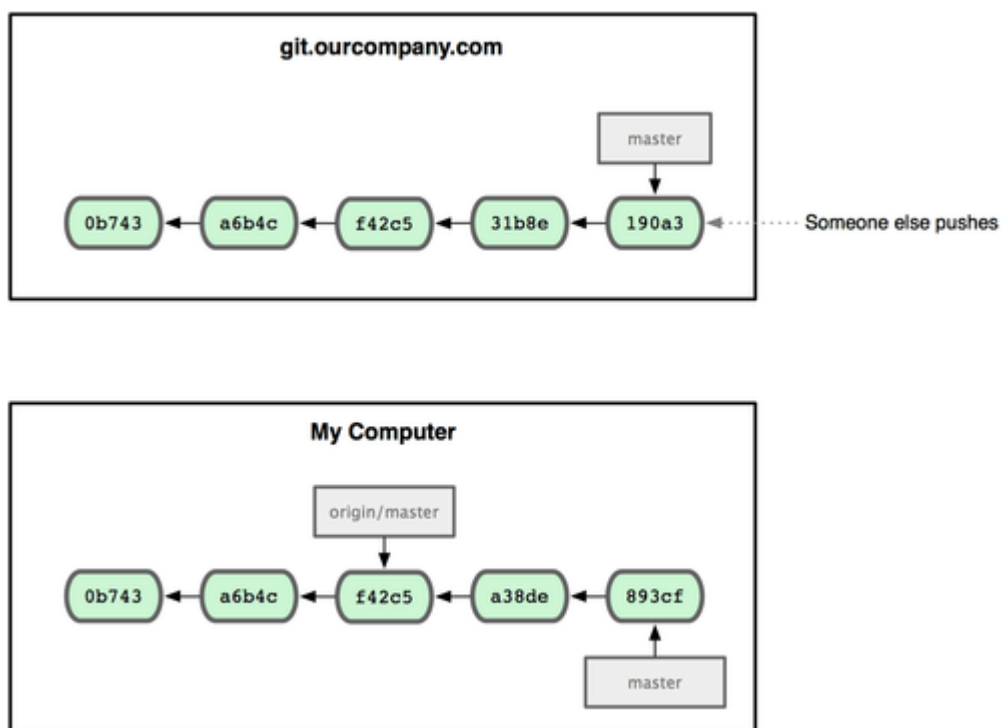 git.ourcompany.com
master
0b743
a6b4c
f42c5
31b8e
190a3
Someone else pushes
My Computer
origin/master
0b743
a6b4c
f42c5
a38de
893cf
master